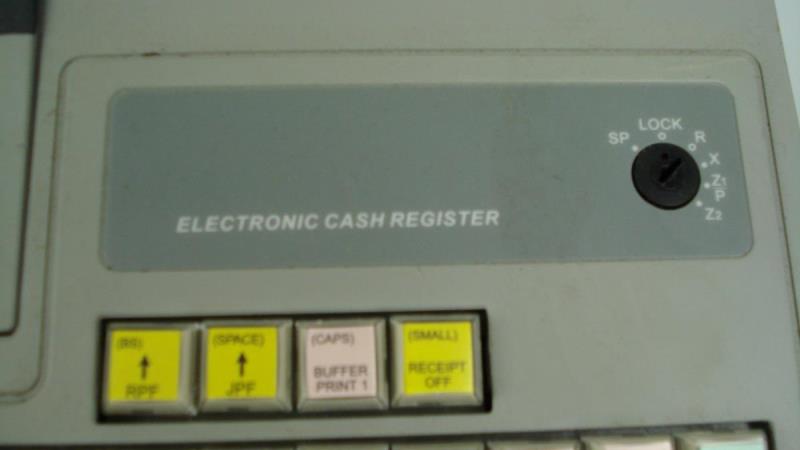 LOCK
SP
R
X
Z1
P
Z2
ELECTRONIC CASH REGISTER
(BS)
RPF
(SPACE)
JPF
(CAPS)
BUFFER
PRINT 1
(SMALL)
RECEIPT
OFF